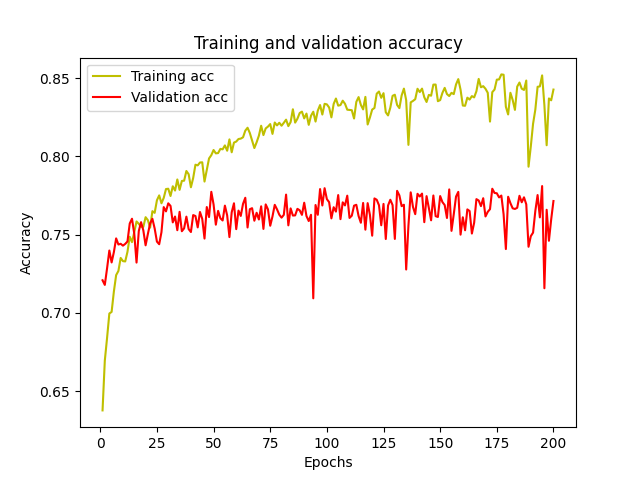 Training and validation accuracy
Training acc
Validation acc
0.85
0.80
0.75
0.70
0.65
Accuracy
0 25 50 75 100 125 150 175 200
Epochs